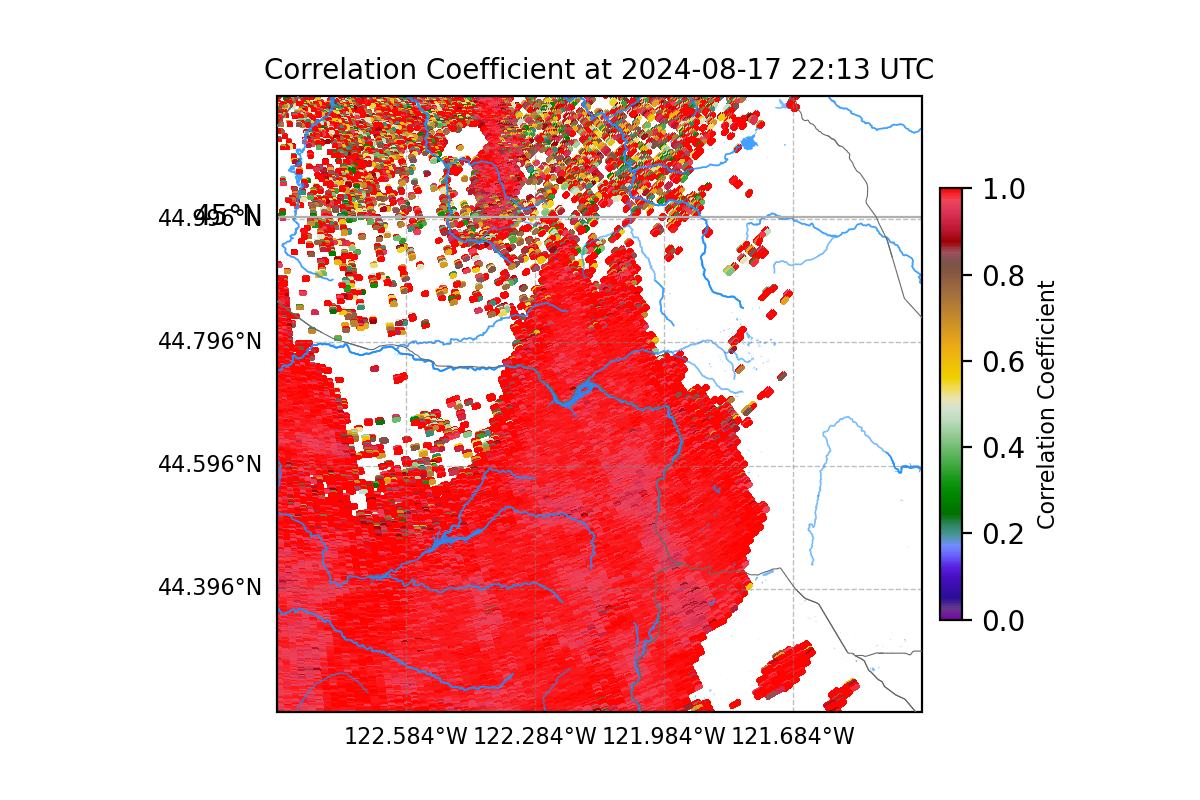 Correlation Coefficient at 2024-08-17 22:13 UTC
45°N
44.996°N
44.796°N
44.596°N
44.396°N
122.584°W 122.284°W 121.984°W 121.684°W
1.0
0.8
0.6
0.4
0.2
0.0
Correlation Coefficient